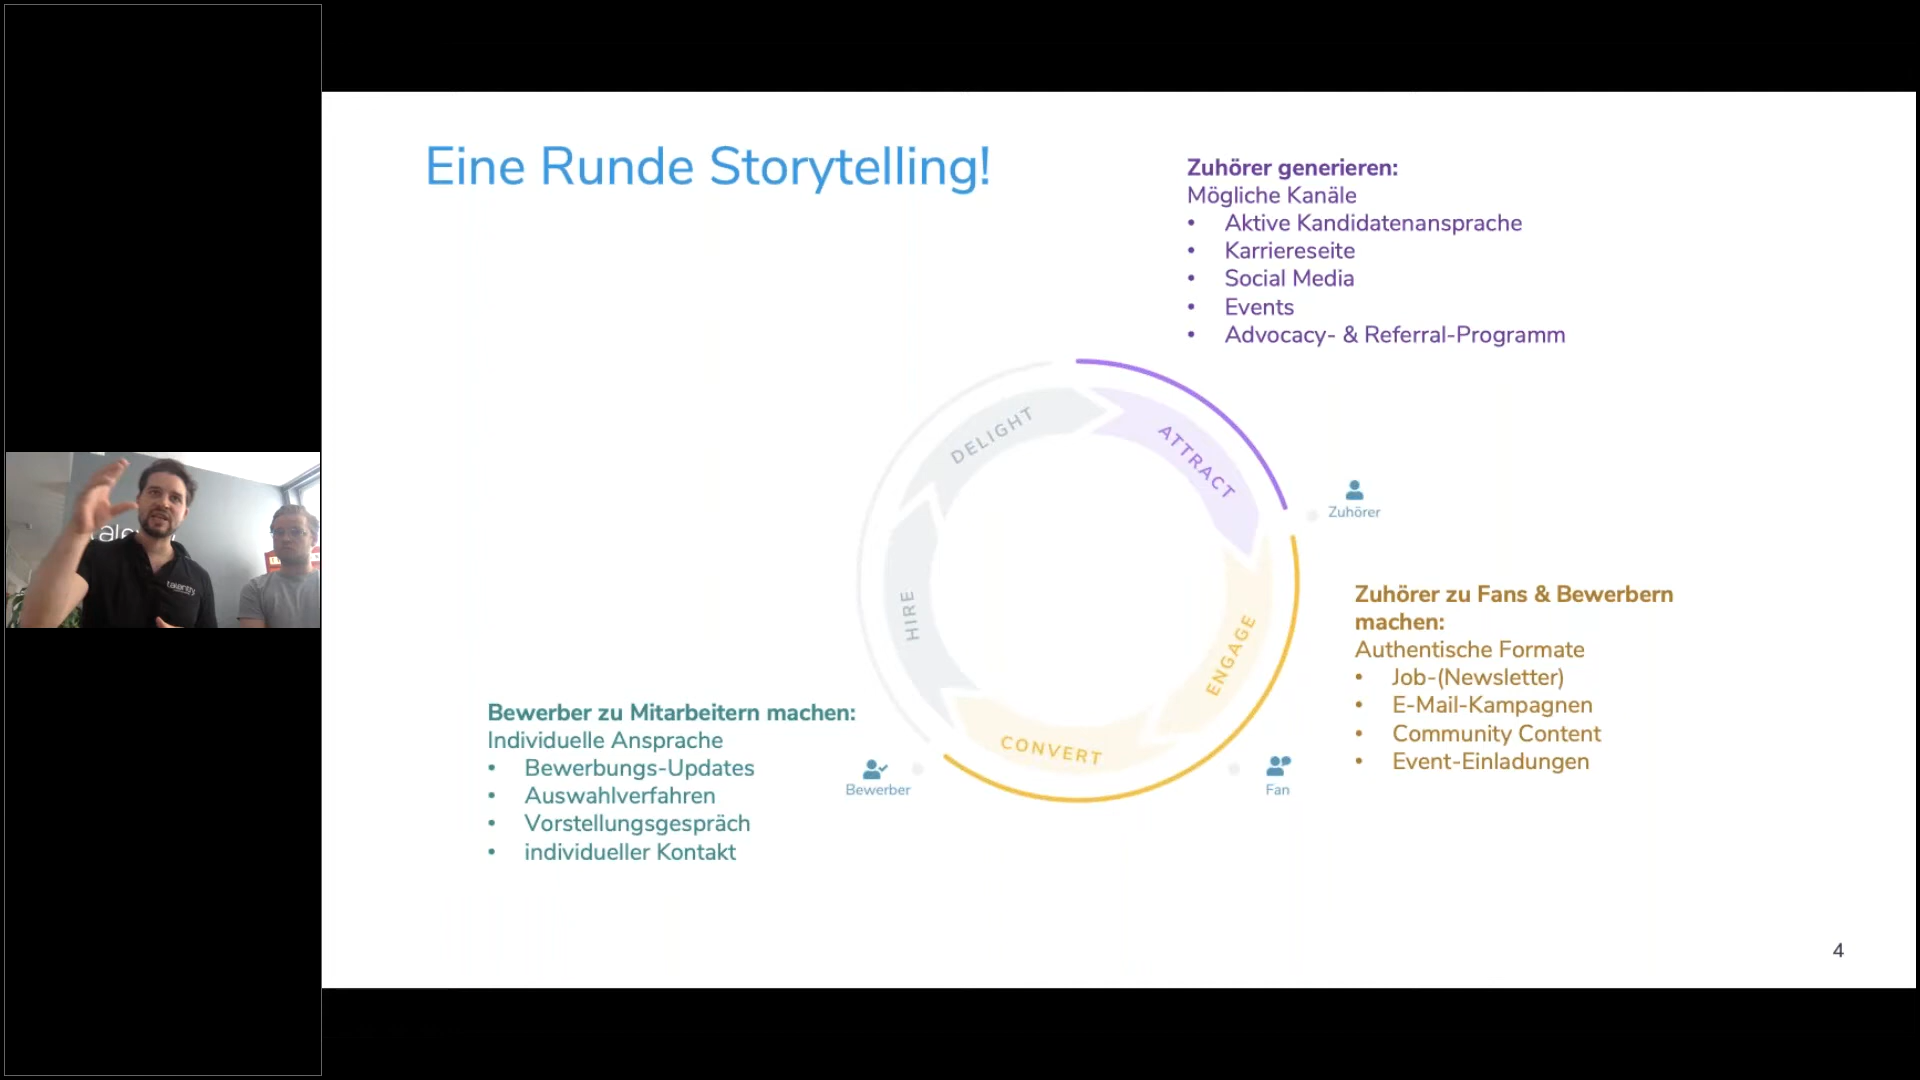 Eine Runde Storytelling!
Zuhörer generieren:
Mögliche Kanäle
• Aktive Kandidatenansprache
• Karriereseite
• Social Media
• Events
• Advocacy- & Referral-Programm
DELIGHT
ATTRACT
Zuhörer
HIRE
ENGAGE
CONVERT
Zuhörer zu Fans & Bewerbern
machen:
Authentische Formate
• Job-(Newsletter)
• E-Mail-Kampagnen
• Community Content
• Event-Einladungen
Bewerber zu Mitarbeitern machen:
Individuelle Ansprache
• Bewerbungs-Updates
• Auswahlverfahren
• Vorstellungsgespräch
• individueller Kontakt
Bewerber
Fan
4
talentry